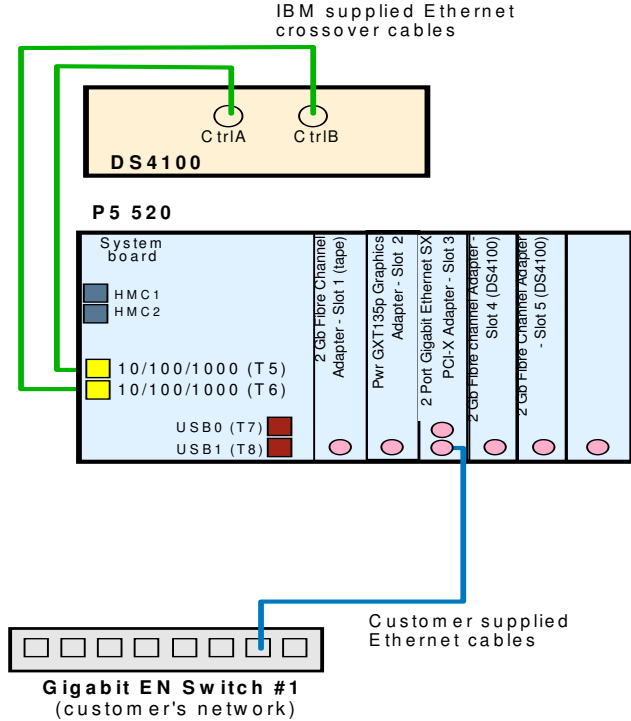 IBM supplied Ethernet
crossover cables
CtrlA
CtrlB
DS4100
P5 520
System
board
HMC1
HMC2
10/100/1000 (T5)
10/100/1000 (T6)
USB0 (T7)
USB1 (T8)
2 Gb Fibre Channel
Adapter - Slot 1 (tape)
Pwr GXT135p Graphics
Adapter - Slot 2
2 Port Gigabit Ethernet SX
PCI-X Adapter - Slot 3
2 Gb Fibre channel Adapter -
Slot 4 (DS4100)
2 Gb Fibre Channel Adapter
- Slot 5 (DS4100)
Customer supplied
Ethernet cables
Gigabit EN Switch #1
(customer's network)